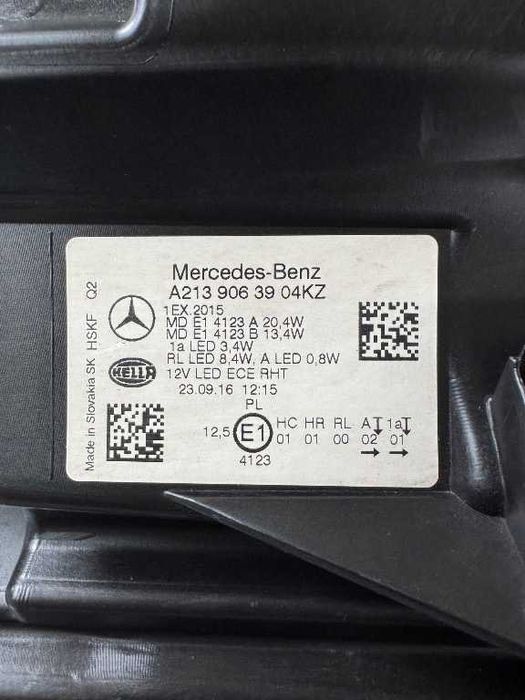 Mercedes-Benz
A213 906 39 04KZ
1EX.2015
MD E1 4123 A 20,4W
MD E1 4123 B 13,4W
1a LED 3,4W
RL LED 8,4W, A LED 0,8W
12V LED ECE RHT
23.09.16 12:15
PL
HC HR RL A 1a
12,5 E1 01 01 00 02 01
4123
HELLA
Made in Slovakia SK HSKF Q2